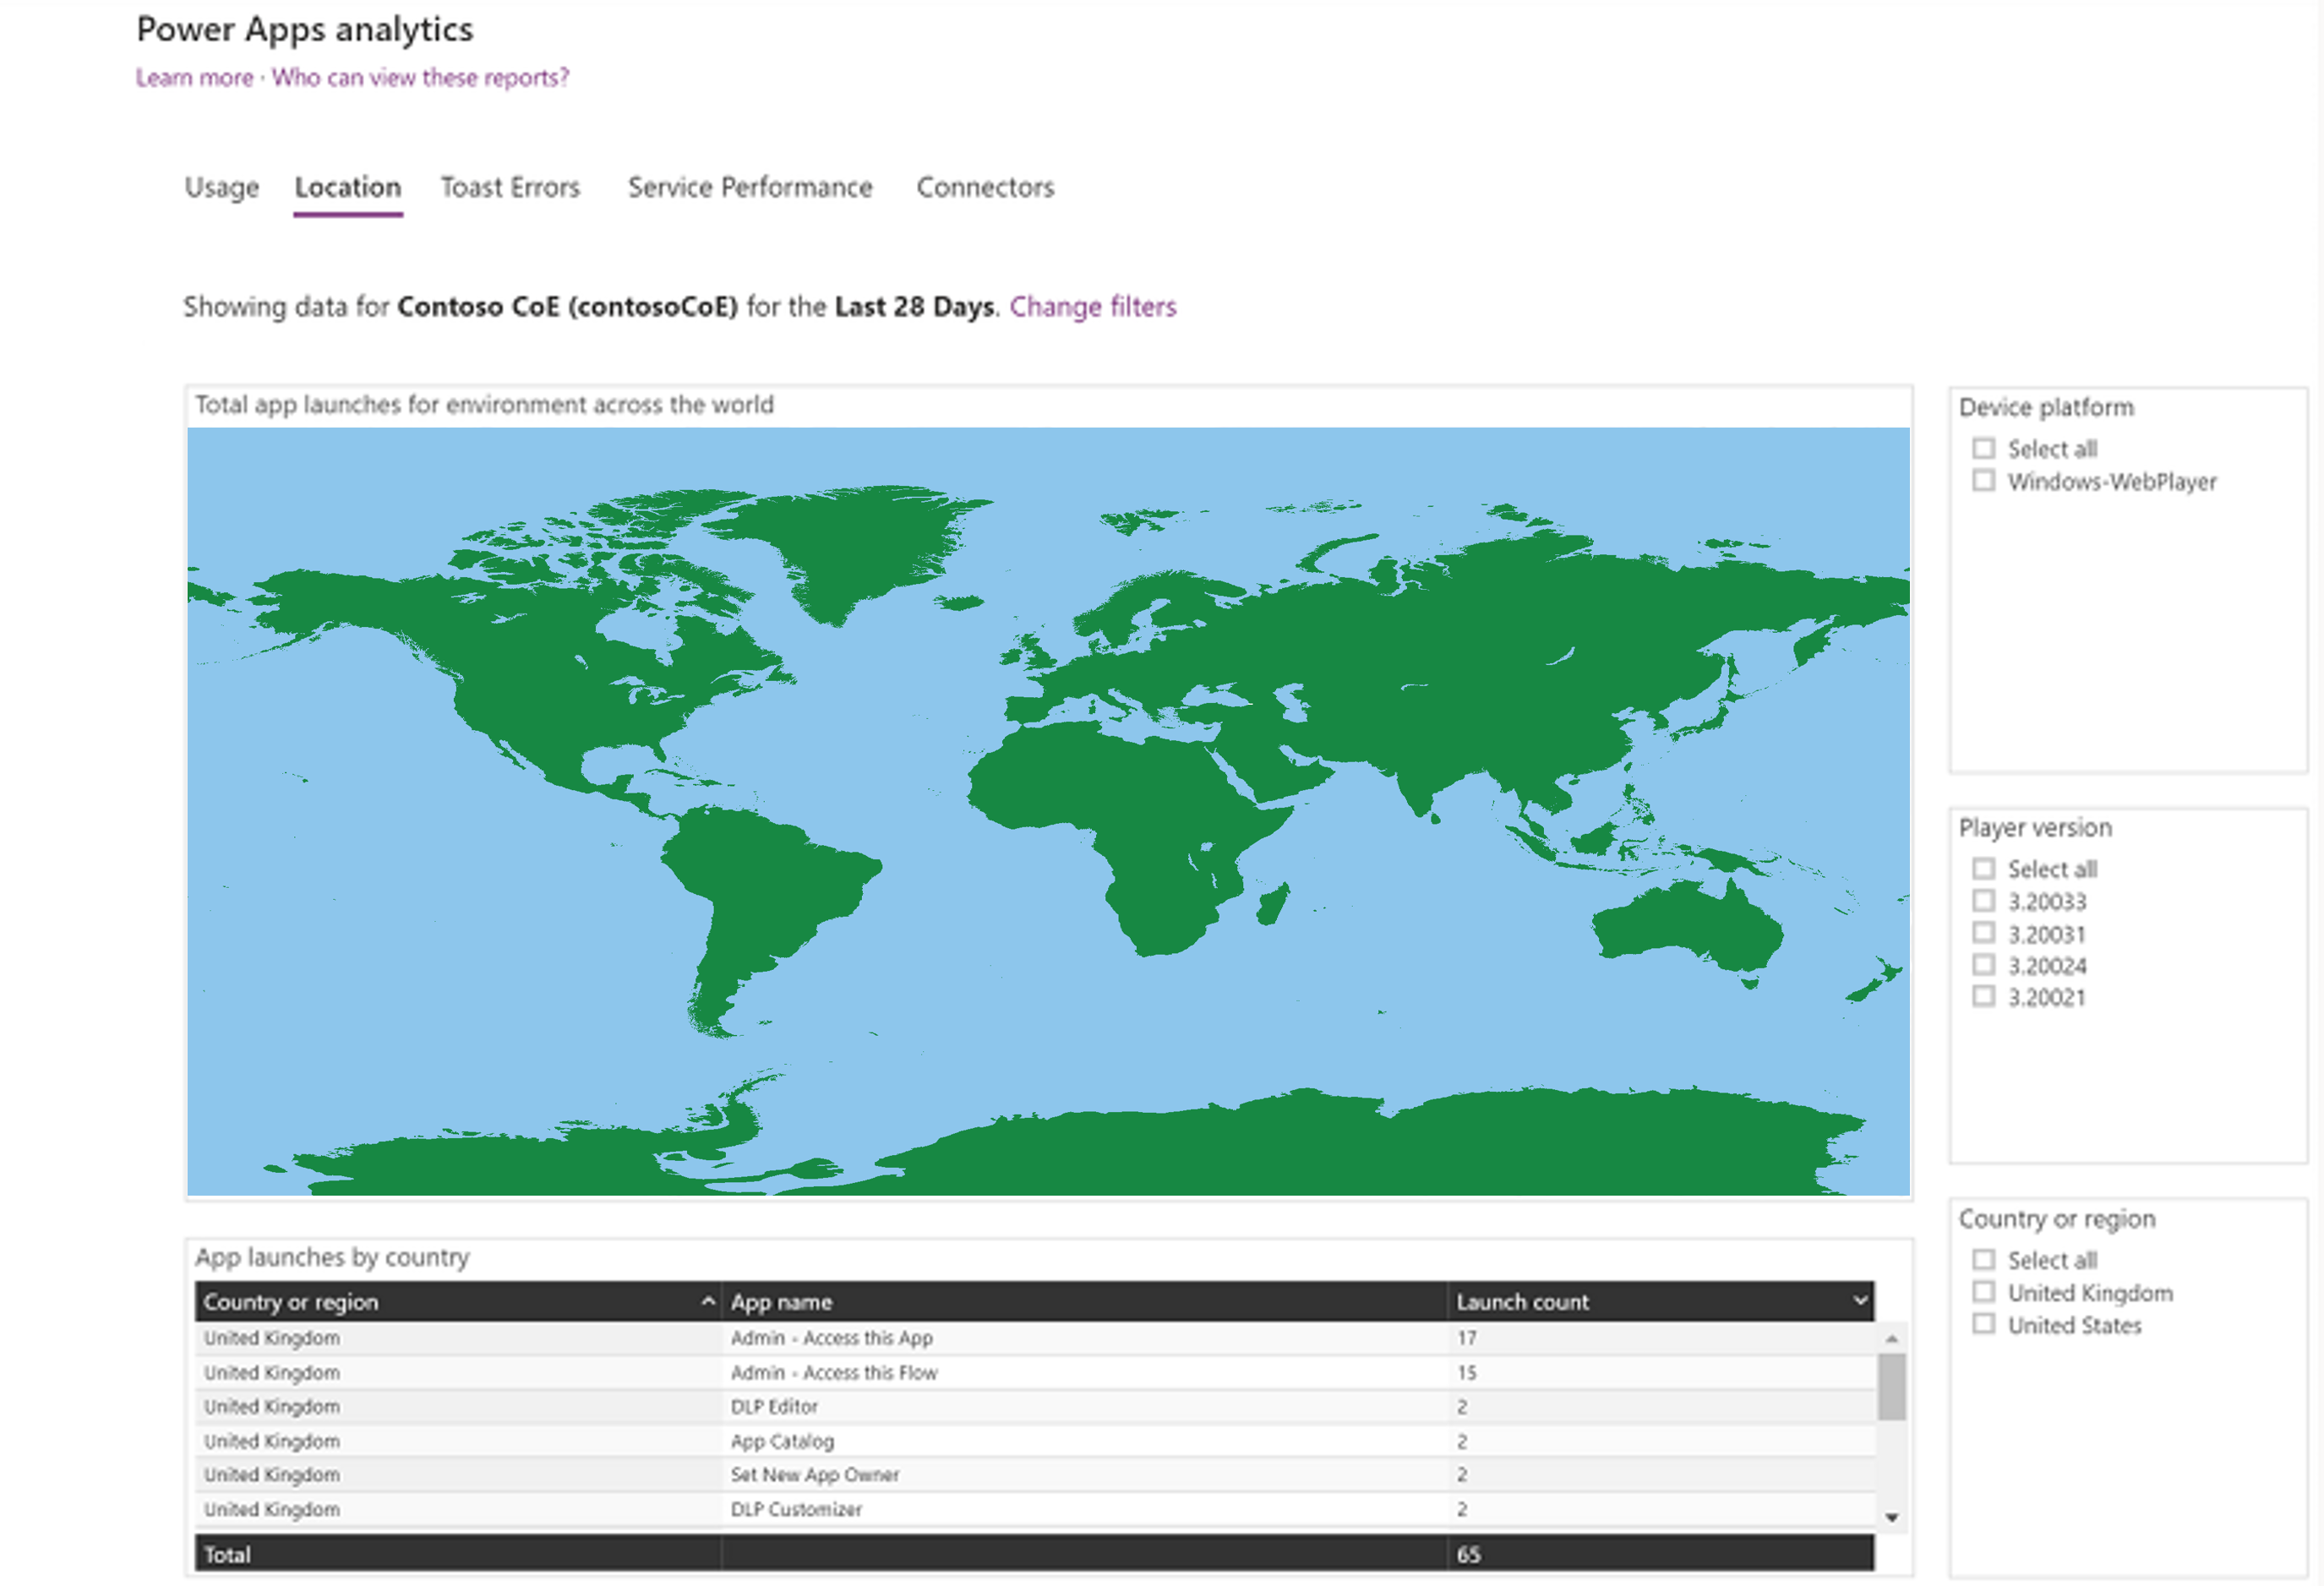 Power Apps analytics
Learn more · Who can view these reports?
Usage Location Toast Errors Service Performance Connectors
Showing data for Contoso CoE (contosoCoE) for the Last 28 Days. Change filters
Total app launches for environment across the world
Device platform
Select all
Windows-WebPlayer
Player version
Select all
3.20033
3.20031
3.20024
3.20021
Country or region
Select all
United Kingdom
United States
App launches by country
Country or region App name Launch count
United Kingdom Admin - Access this App 17
United Kingdom Admin - Access this Flow 15
United Kingdom DLP Editor 2
United Kingdom App Catalog 2
United Kingdom Set New App Owner 2
United Kingdom DLP Customizer 2
Total 65